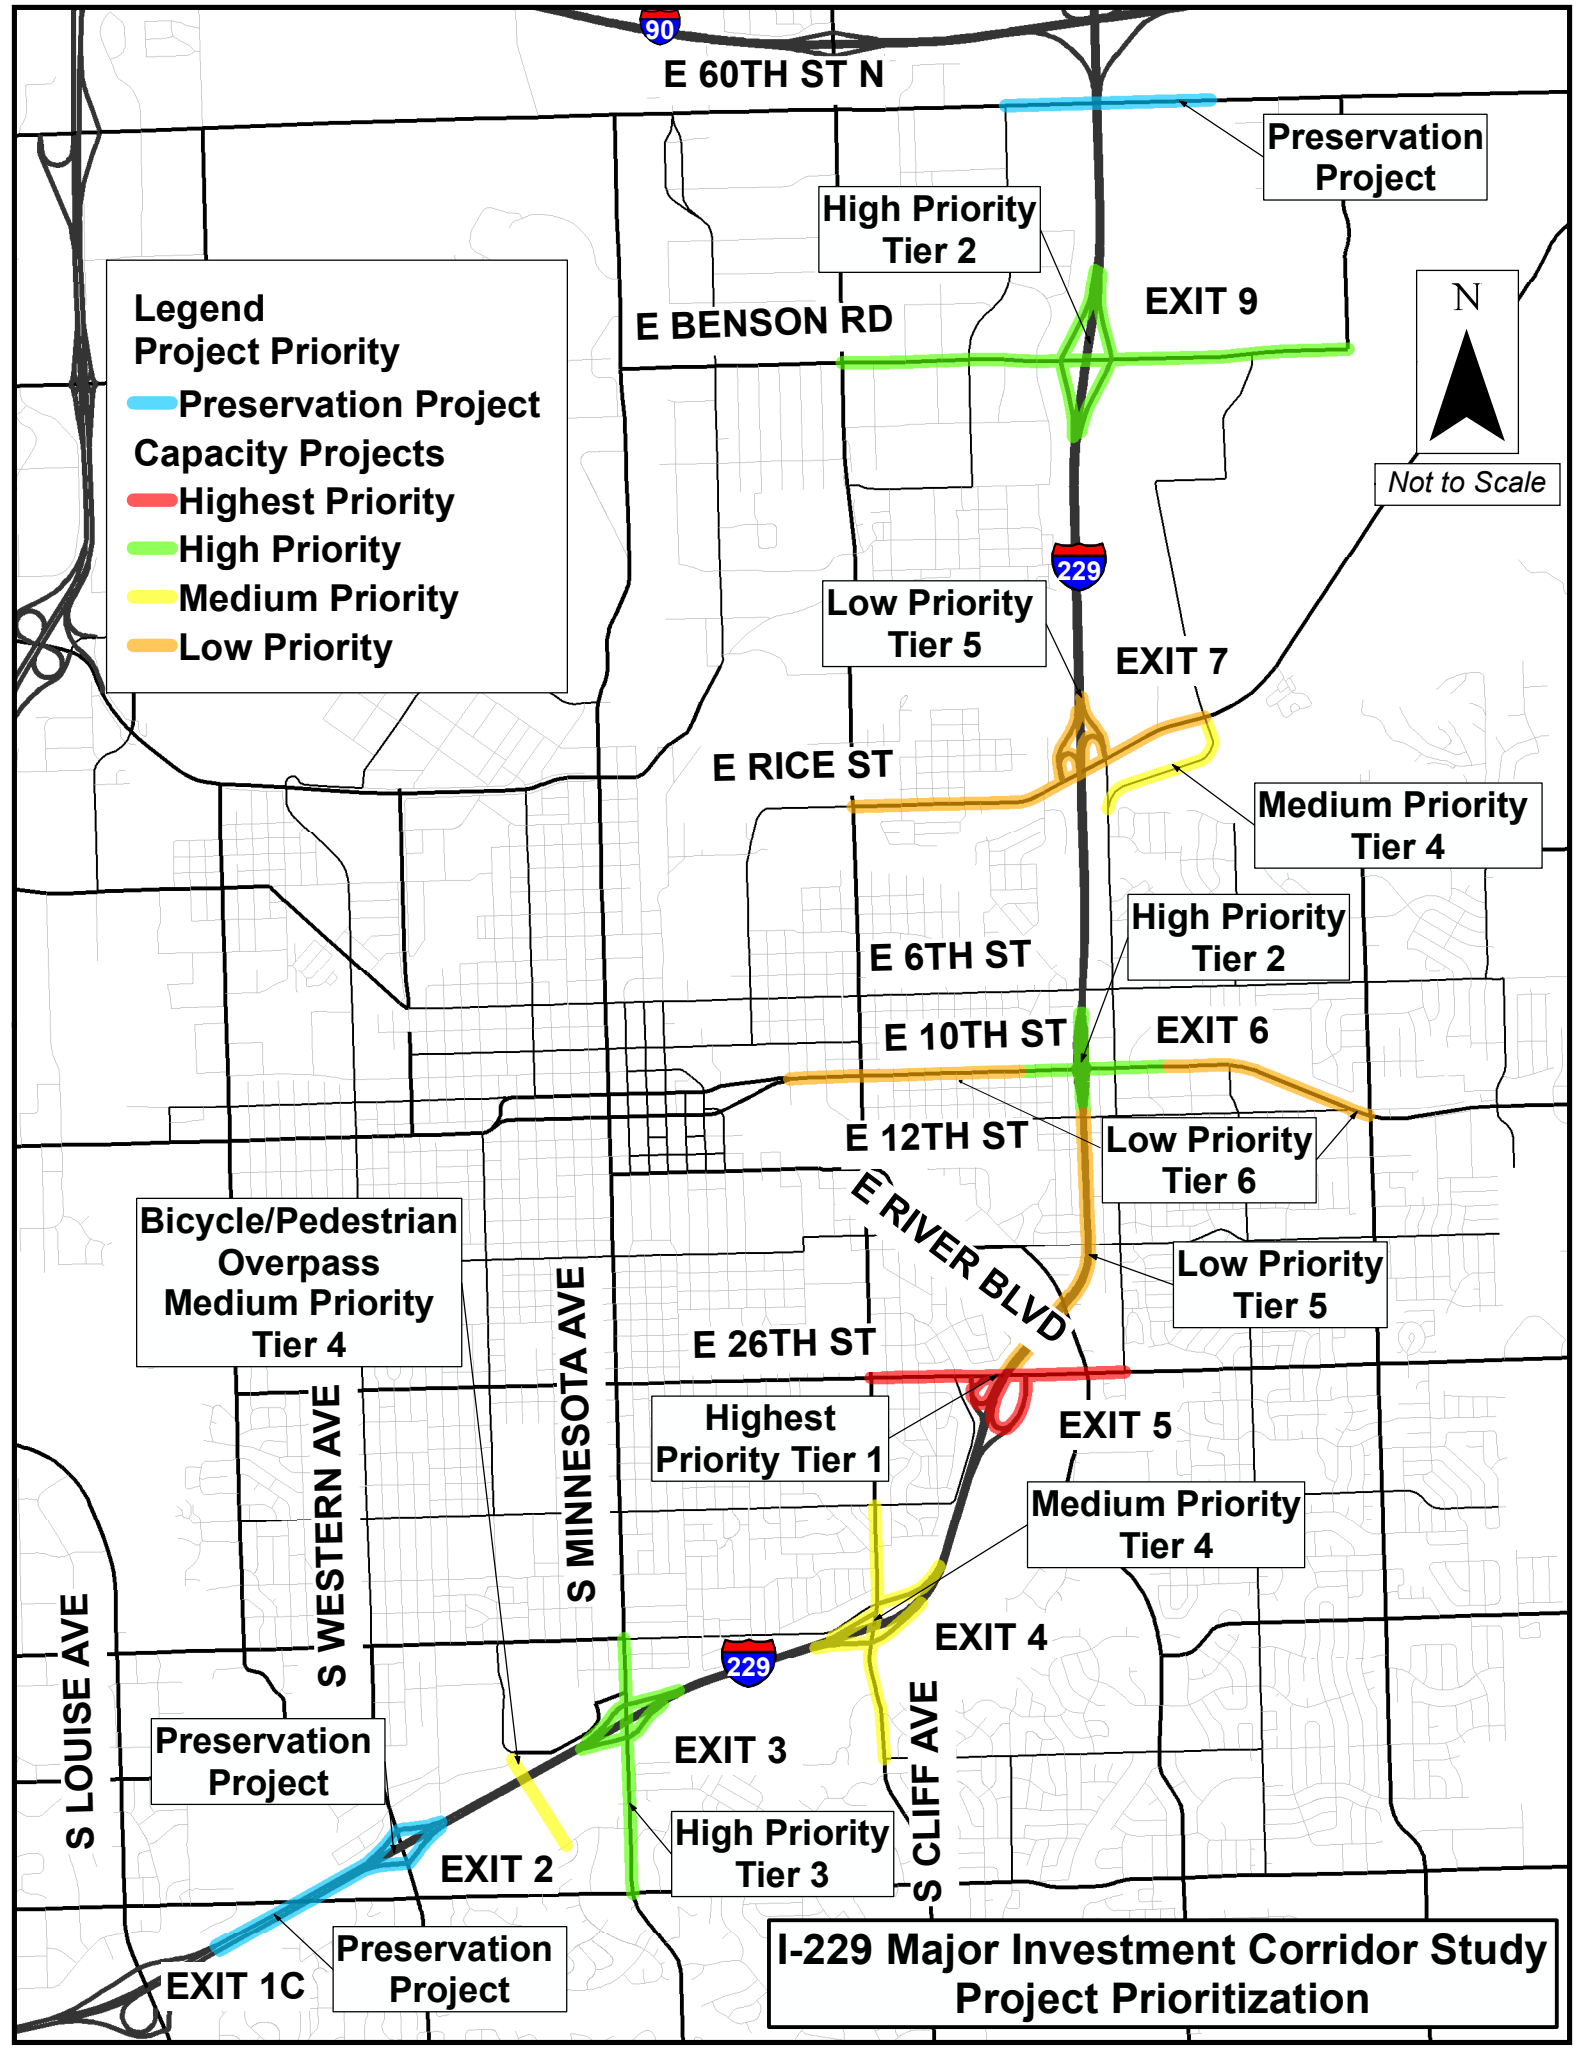 90
E 60TH ST N
Preservation
Project
High Priority
Tier 2
EXIT 9
N
Not to Scale
E BENSON RD
Legend
Project Priority
Preservation Project
Capacity Projects
Highest Priority
High Priority
Medium Priority
Low Priority
229
Low Priority
Tier 5
EXIT 7
E RICE ST
Medium Priority
Tier 4
High Priority
Tier 2
E 6TH ST
E 10TH ST
EXIT 6
E 12TH ST
Low Priority
Tier 6
E RIVER BLVD
Bicycle/Pedestrian
Overpass
Medium Priority
Tier 4
Low Priority
Tier 5
S MINNESOTA AVE
E 26TH ST
S WESTERN AVE
Highest
Priority Tier 1
EXIT 5
Medium Priority
Tier 4
S LOUISE AVE
EXIT 4
229
S CLIFF AVE
Preservation
Project
EXIT 3
High Priority
Tier 3
EXIT 2
Preservation
Project
EXIT 1C
I-229 Major Investment Corridor Study
Project Prioritization